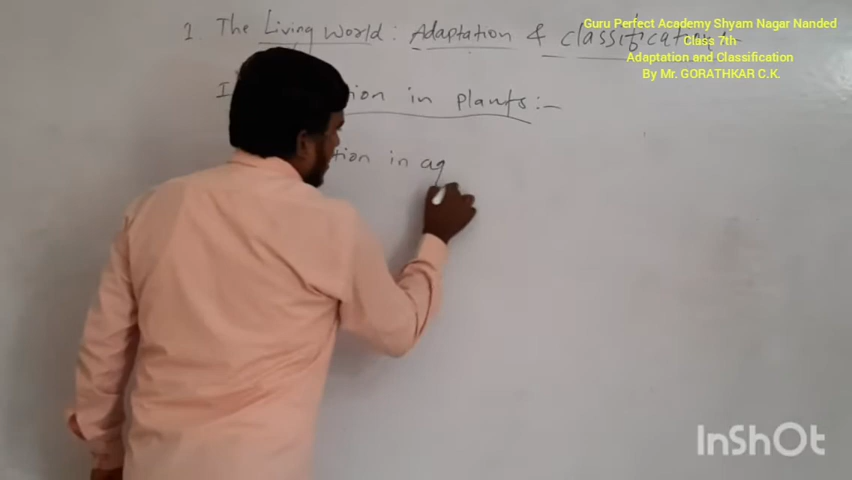 1. The Living World : Adaptation & classification :-
I tion in plants :-
tion in aq
Guru Perfect Academy Shyam Nagar Nanded
Class 7th
Adaptation and Classification
By Mr. GORATHKAR C.K.
InShOt